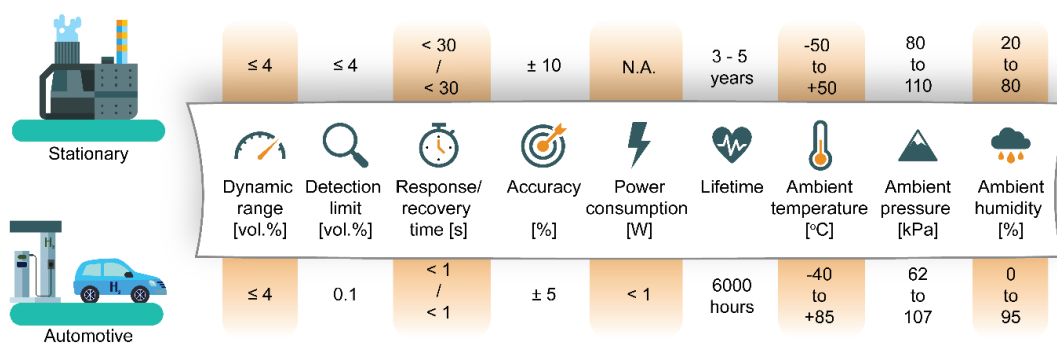 ≤ 4
≤ 4
< 30
/
< 30
± 10
N.A.
3 - 5
years
-50
to
+50
80
to
110
20
to
80
Stationary
Dynamic
range
[vol.%]
Detection
limit
[vol.%]
Response/
recovery
time [s]
Accuracy
[%]
Power
consumption
[W]
Lifetime
Ambient
temperature
[°C]
Ambient
pressure
[kPa]
Ambient
humidity
[%]
H₂
H₂
Automotive
≤ 4
0.1
< 1
/
< 1
± 5
< 1
6000
hours
-40
to
+85
62
to
107
0
to
95